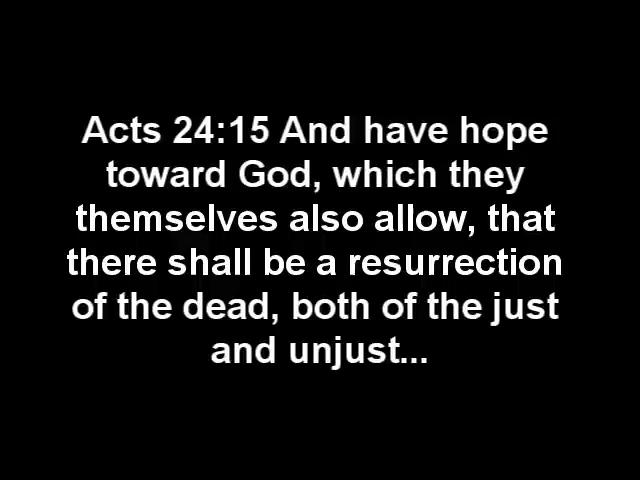 Acts 24:15 And have hope
toward God, which they
themselves also allow, that
there shall be a resurrection
of the dead, both of the just
and unjust...